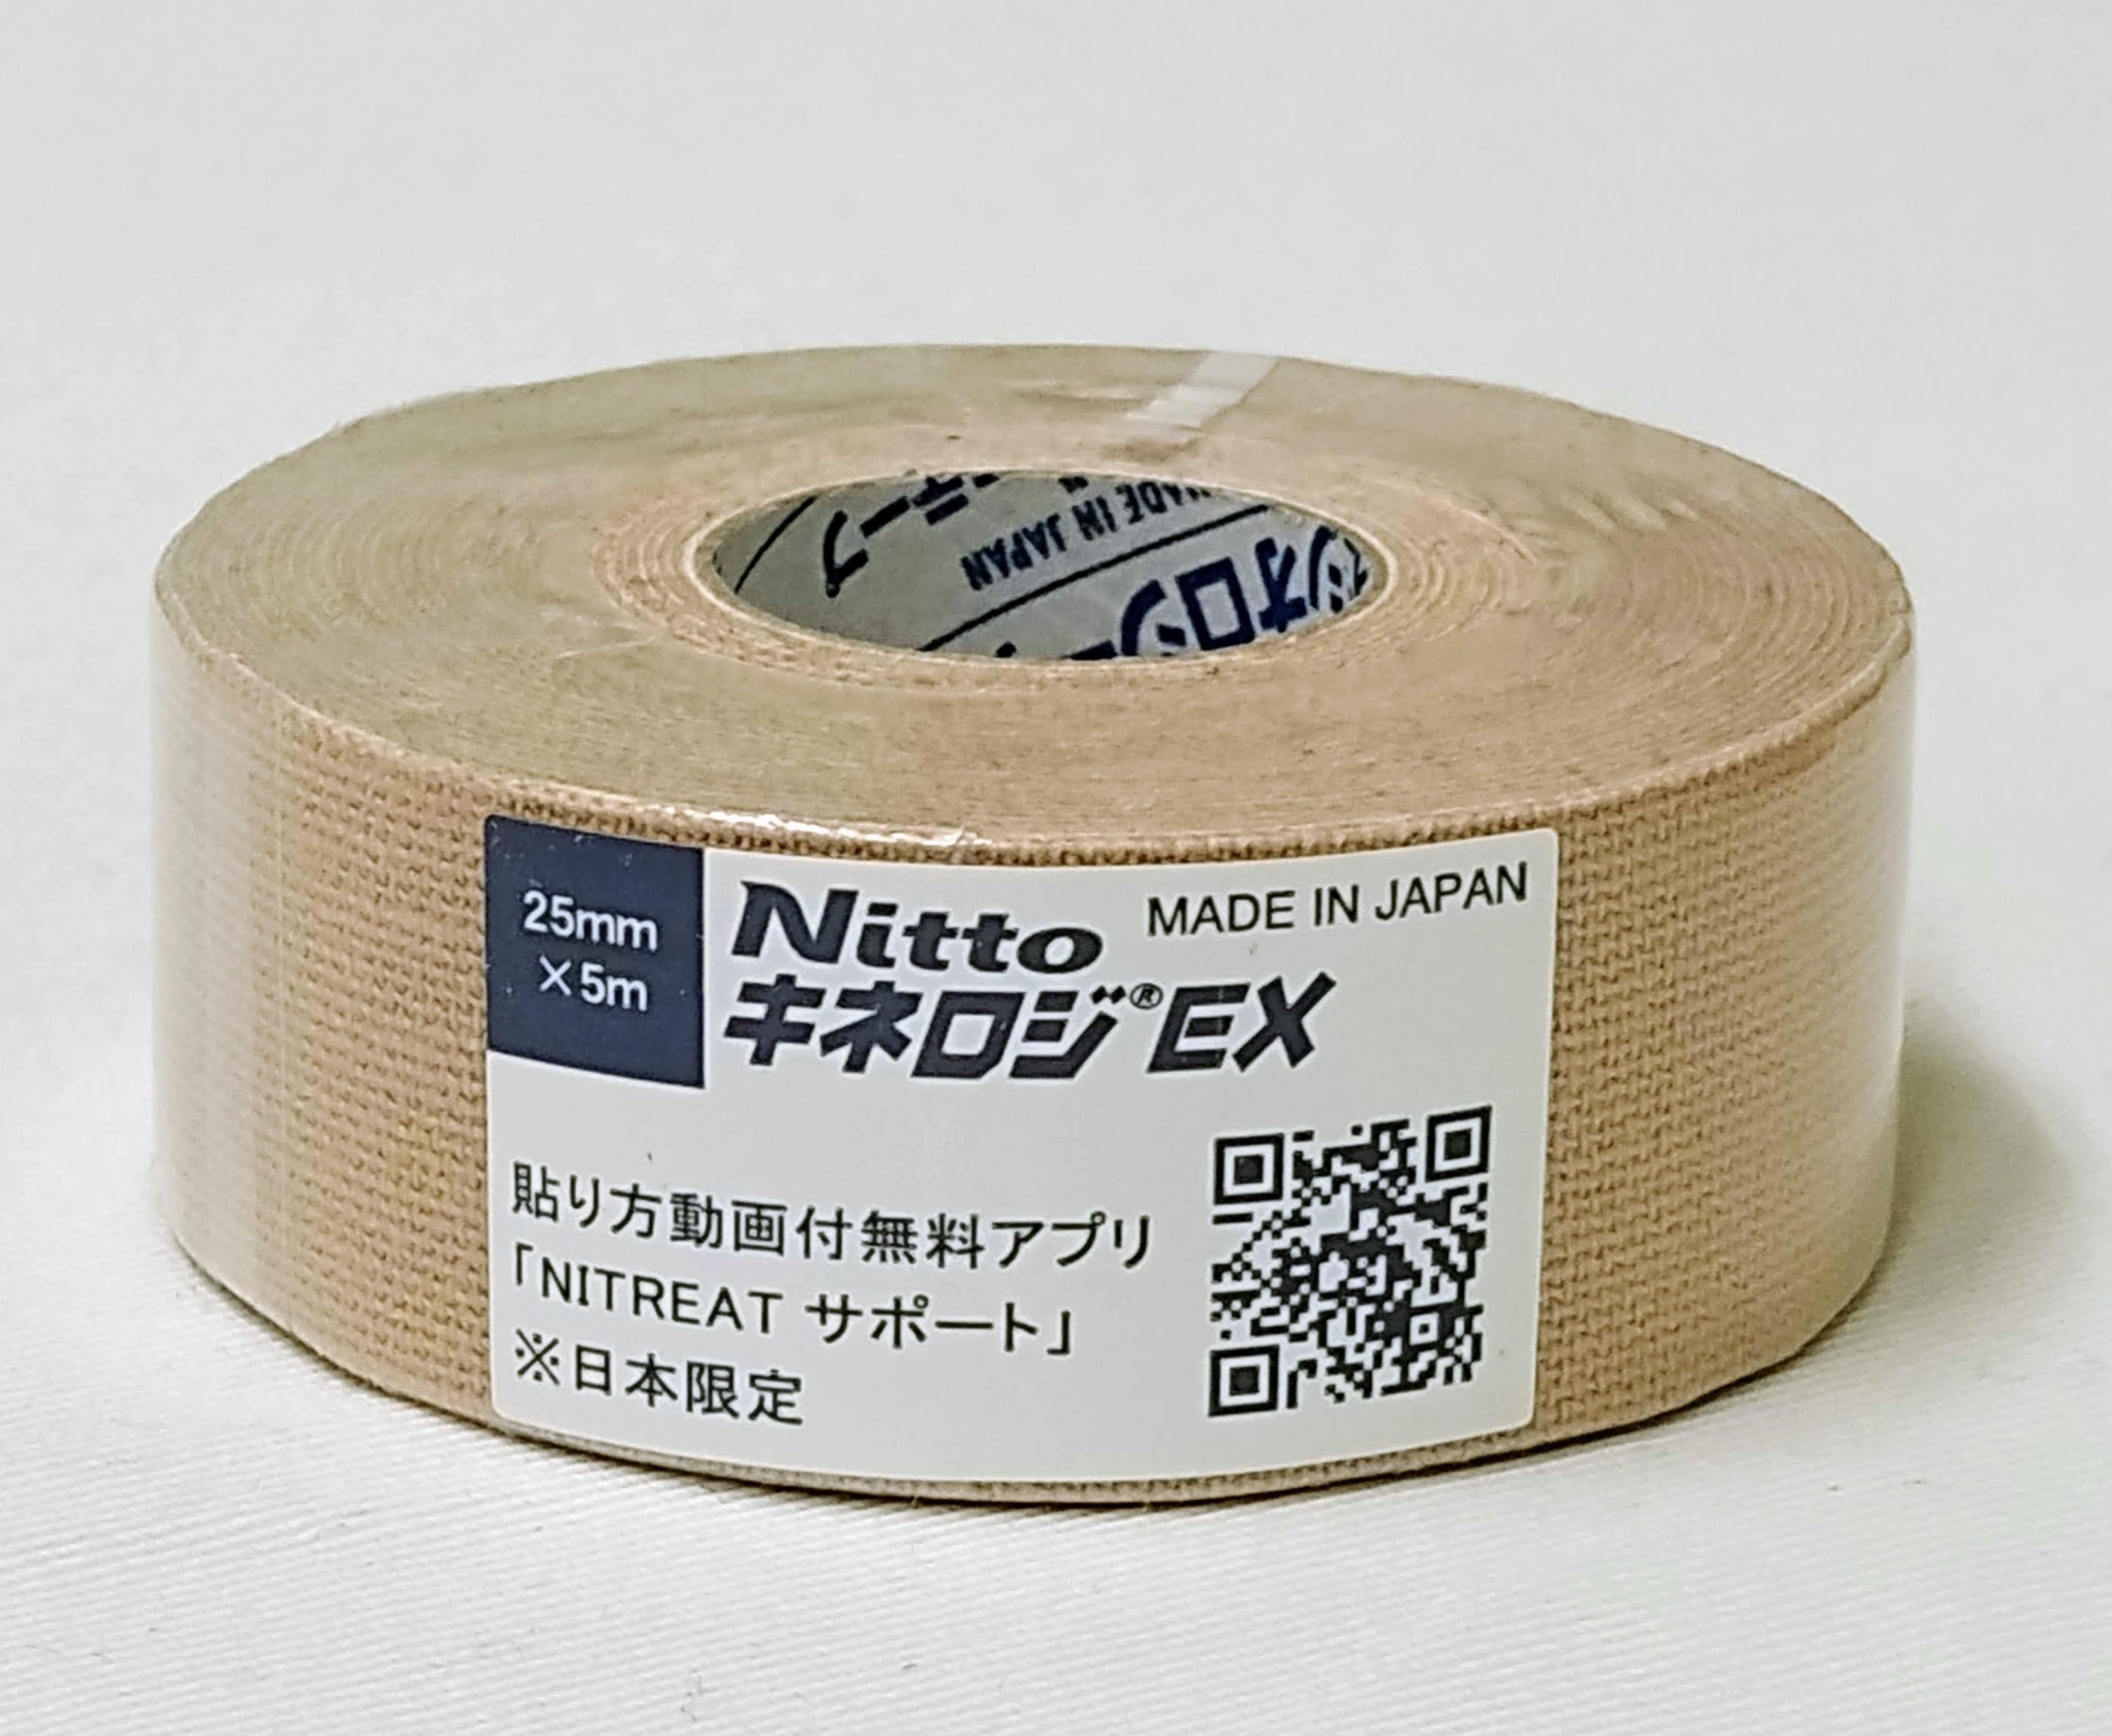 MADE IN JAPAN
25mm
×5m
Nitto
MADE IN JAPAN
キネロジ®EX
貼り方動画付無料アプリ
「NITREAT サポート」
※日本限定